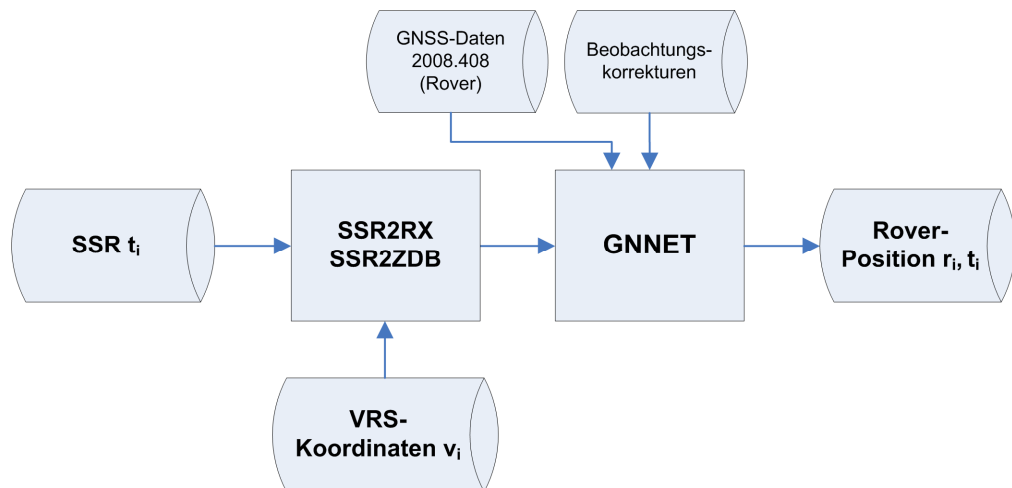 GNSS-Daten
2008.408
(Rover)
Beobachtungs-
korrekturen
SSR tᵢ
SSR2RX
SSR2ZDB
GNNET
Rover-
Position rᵢ, tᵢ
VRS-
Koordinaten vᵢ